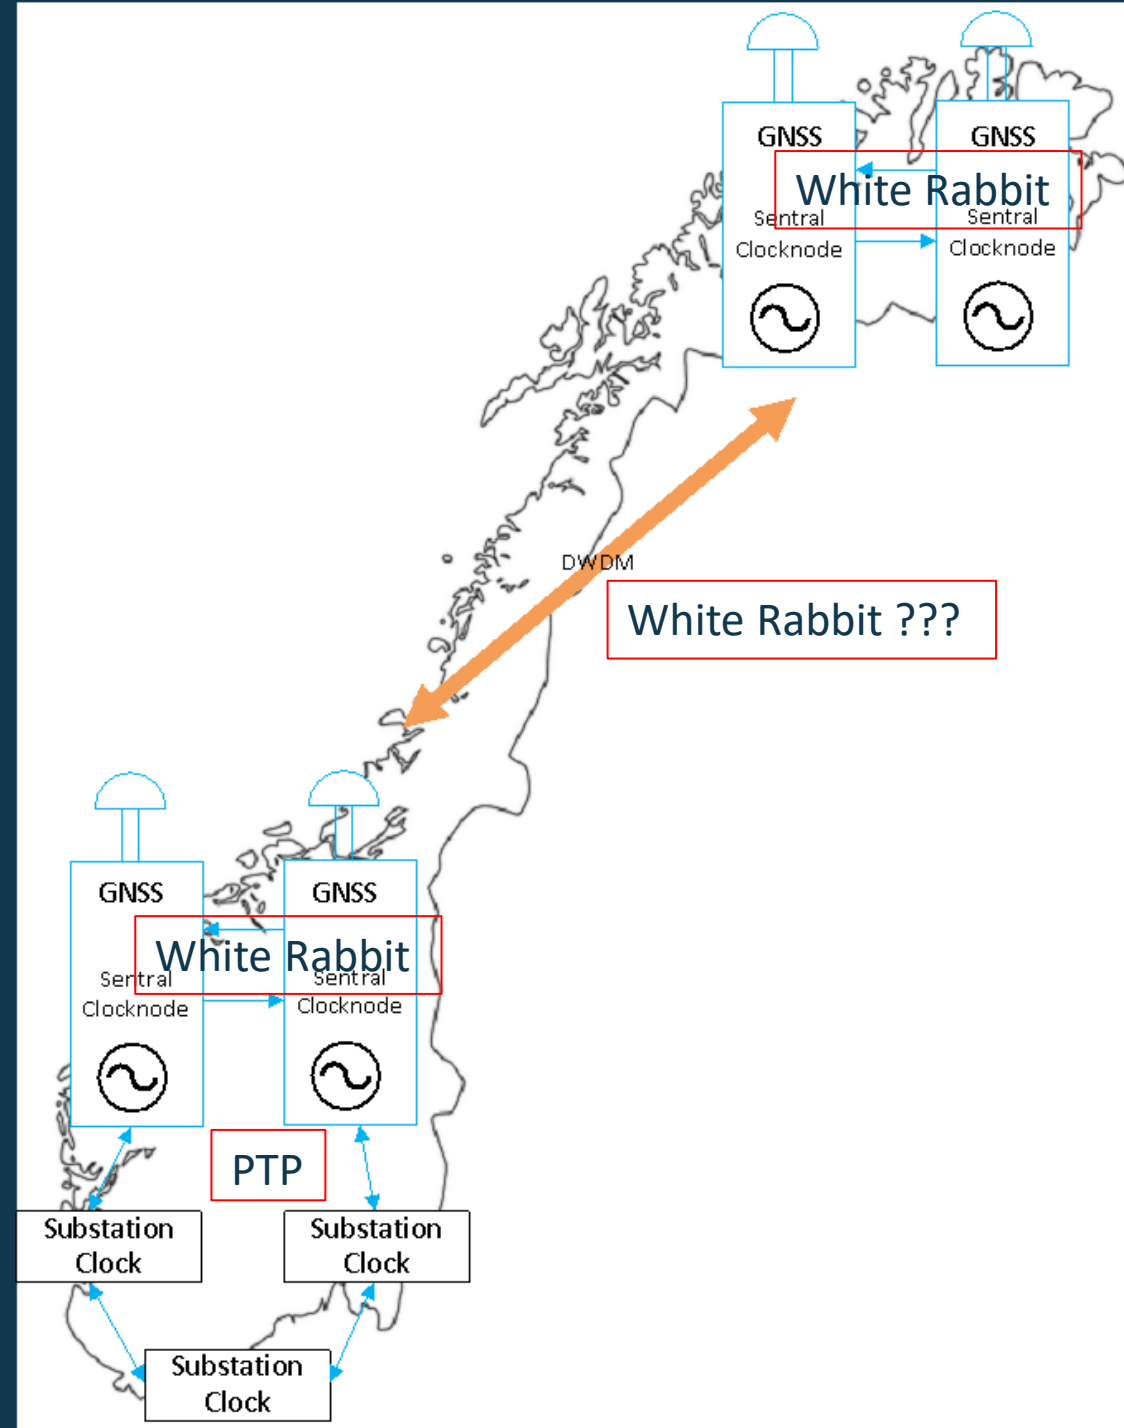 GNSS
GNSS
White Rabbit
Sentral
Clocknode
Sentral
Clocknode
DWDM
White Rabbit ???
GNSS
GNSS
White Rabbit
Sentral
Clocknode
Sentral
Clocknode
PTP
Substation
Clock
Substation
Clock
Substation
Clock